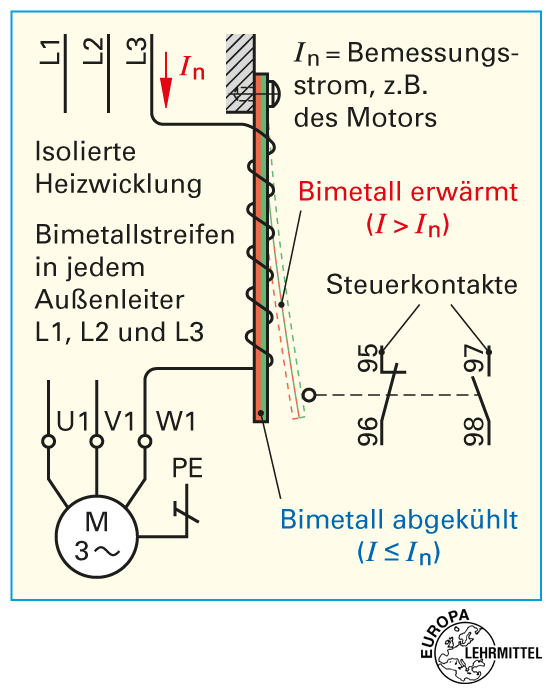 L1
L2
L3
In
In = Bemessungs-
strom, z.B.
des Motors
Isolierte
Heizwicklung
Bimetall erwärmt
(I > In)
Bimetallstreifen
in jedem
Außenleiter
L1, L2 und L3
Steuerkontakte
95
97
96
98
U1
V1
W1
PE
M
3~
Bimetall abgekühlt
(I ≤ In)
EUROPA
LEHRMITTEL